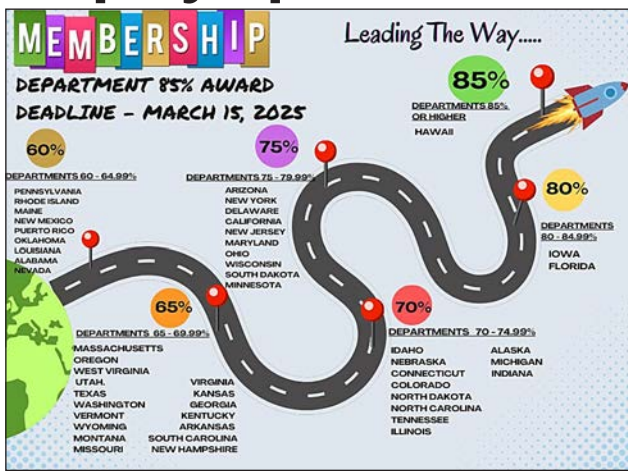 MEMBERSHIP
Leading The Way.....
DEPARTMENT 85% AWARD
DEADLINE - MARCH 15, 2025
60%
DEPARTMENTS 60 - 64.99%
PENNSYLVANIA
RHODE ISLAND
MAINE
NEW MEXICO
PUERTO RICO
OKLAHOMA
LOUISIANA
ALABAMA
NEVADA
75%
DEPARTMENTS 75 - 79.99%
ARIZONA
NEW YORK
DELAWARE
CALIFORNIA
NEW JERSEY
MARYLAND
OHIO
WISCONSIN
SOUTH DAKOTA
MINNESOTA
85%
DEPARTMENTS 85%
OR HIGHER
HAWAII
80%
DEPARTMENTS
80 - 84.99%
IOWA
FLORIDA
65%
DEPARTMENTS 65 - 69.99%
MASSACHUSETTS
OREGON
WEST VIRGINIA
UTAH.
TEXAS
WASHINGTON
VERMONT
WYOMING
MONTANA
MISSOURI
VIRGINIA
KANSAS
GEORGIA
KENTUCKY
ARKANSAS
SOUTH CAROLINA
NEW HAMPSHIRE
70%
DEPARTMENTS 70 - 74.99%
IDAHO
NEBRASKA
CONNECTICUT
COLORADO
NORTH DAKOTA
NORTH CAROLINA
TENNESSEE
ILLINOIS
ALASKA
MICHIGAN
INDIANA